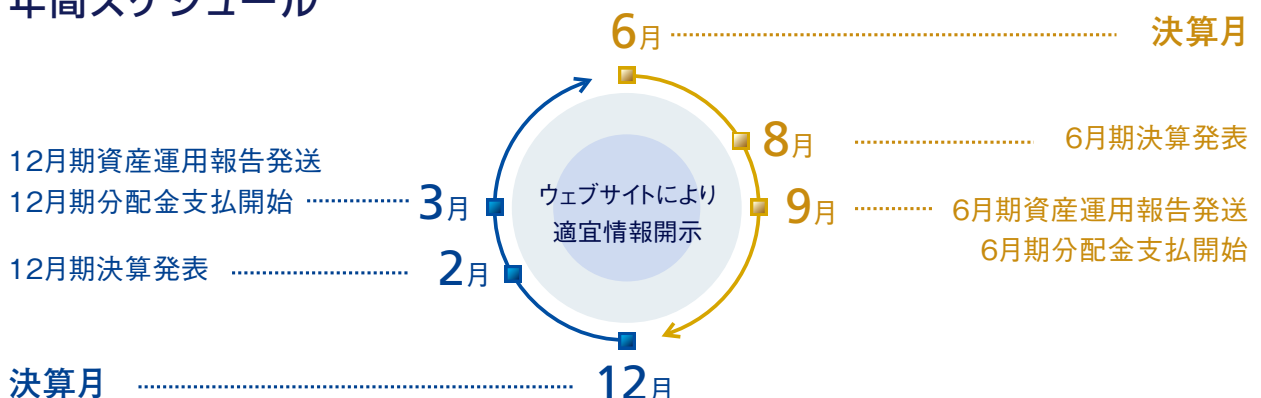 年間スケジュール
6月 決算月
8月 6月期決算発表
9月 6月期資産運用報告発送
6月期分配金支払開始
12月期資産運用報告発送
12月期分配金支払開始 3月
12月期決算発表 2月
決算月 12月
ウェブサイトにより
適宜情報開示